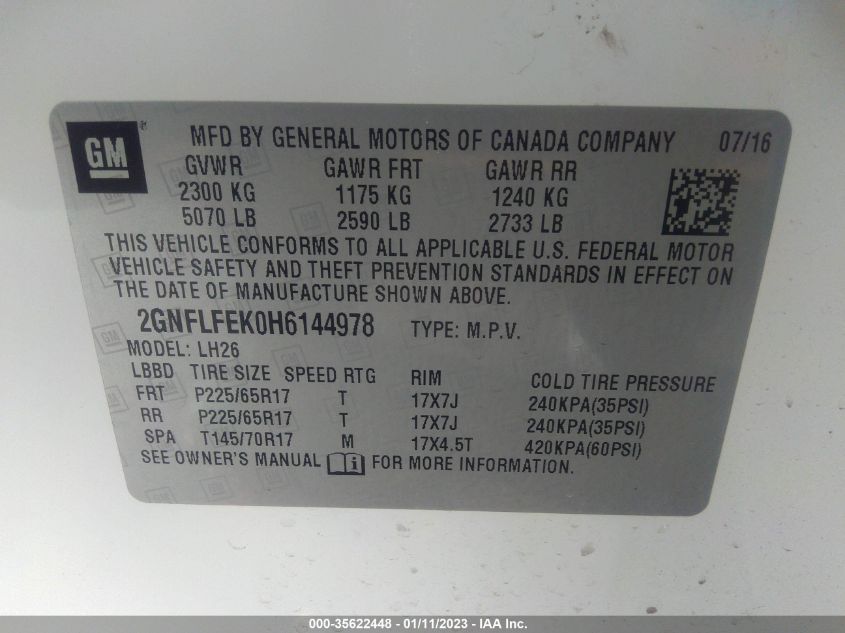 GM ® MFD BY GENERAL MOTORS OF CANADA COMPANY 07/16
GVWR GAWR FRT GAWR RR
2300 KG 1175 KG 1240 KG
5070 LB 2590 LB 2733 LB
THIS VEHICLE CONFORMS TO ALL APPLICABLE U.S. FEDERAL MOTOR
VEHICLE SAFETY AND THEFT PREVENTION STANDARDS IN EFFECT ON
THE DATE OF MANUFACTURE SHOWN ABOVE.
2GNFLFEK0H6144978 TYPE: M.P.V.
MODEL: LH26
LBBD TIRE SIZE SPEED RTG RIM COLD TIRE PRESSURE
FRT P225/65R17 T 17X7J 240KPA(35PSI)
RR P225/65R17 T 17X7J 240KPA(35PSI)
SPA T145/70R17 M 17X4.5T 420KPA(60PSI)
SEE OWNER'S MANUAL i FOR MORE INFORMATION.
000-35622448 - 01/11/2023 - IAA Inc.